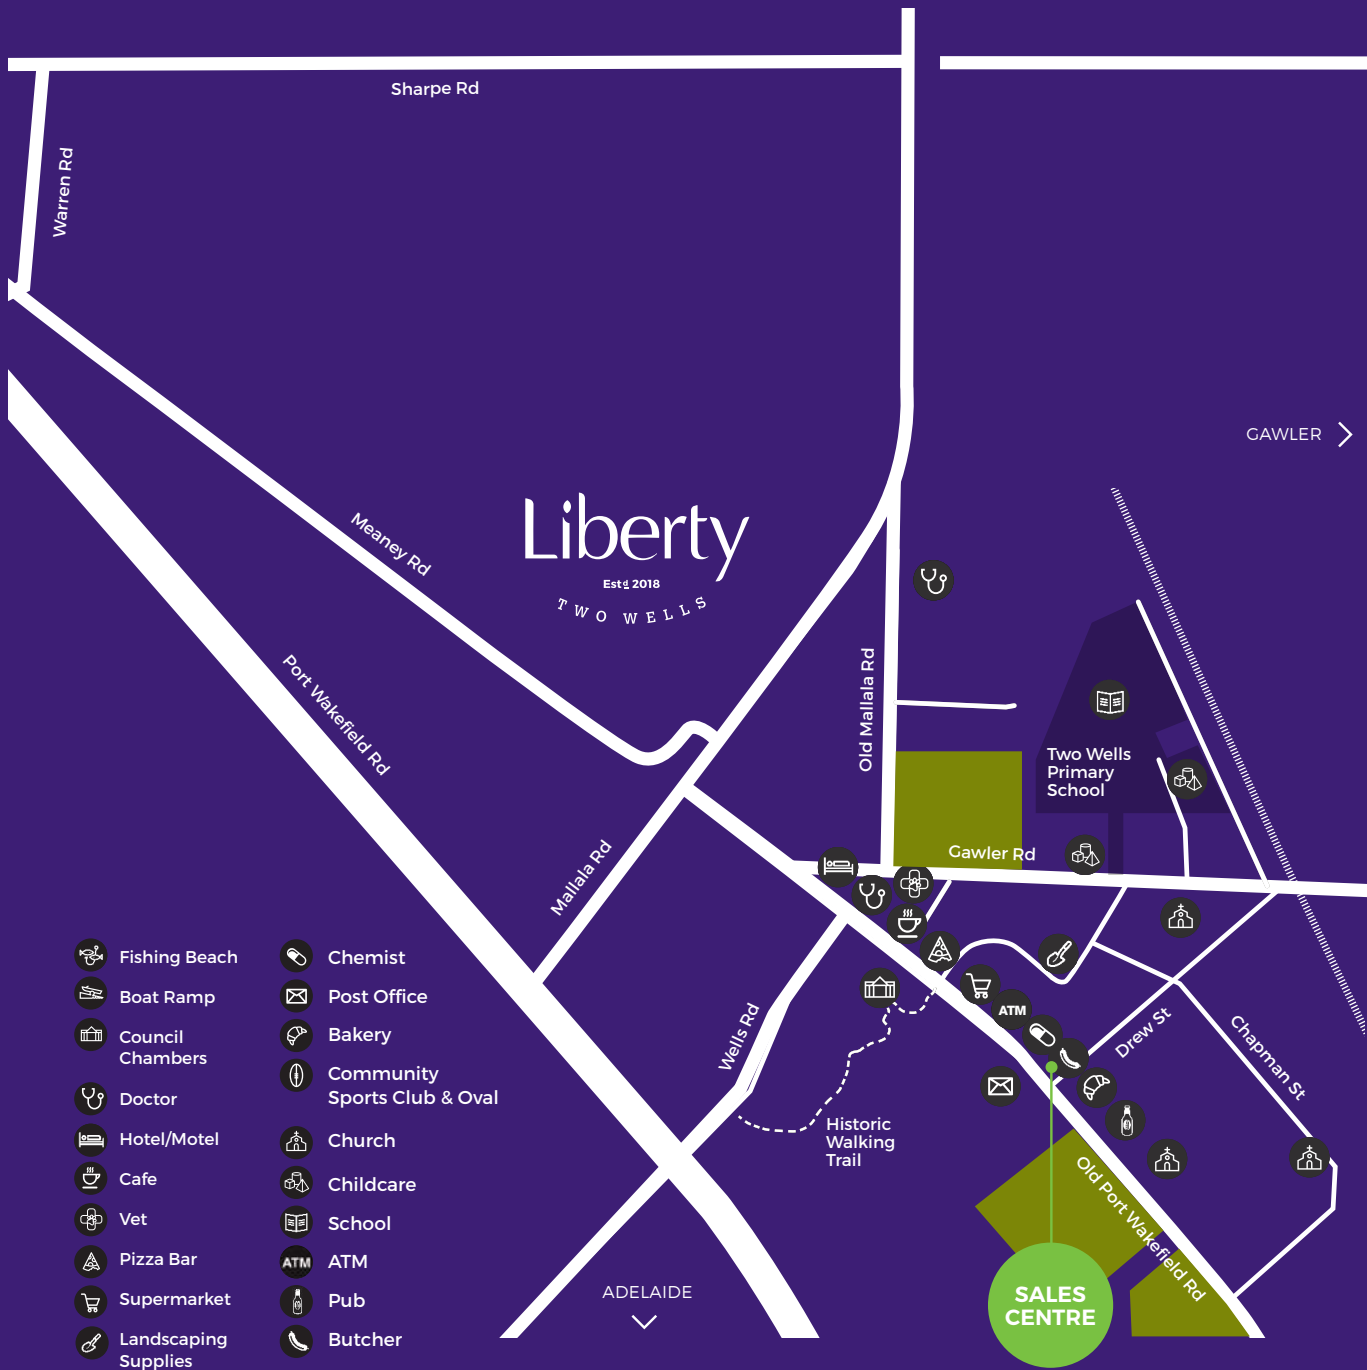 Sharpe Rd
Warren Rd
GAWLER
Meaney Rd
Liberty
Estd 2018
TWO WELLS
Port Wakefield Rd
Old Mallala Rd
Two Wells
Primary
School
Gawler Rd
Mallala Rd
ATM
Wells Rd
Drew St
Chapman St
Historic
Walking
Trail
Old Port Wakefield Rd
SALES
CENTRE
ADELAIDE
Fishing Beach
Boat Ramp
Council
Chambers
Doctor
Hotel/Motel
Cafe
Vet
Pizza Bar
Supermarket
Landscaping
Supplies
Chemist
Post Office
Bakery
Community
Sports Club & Oval
Church
Childcare
School
ATM ATM
Pub
Butcher